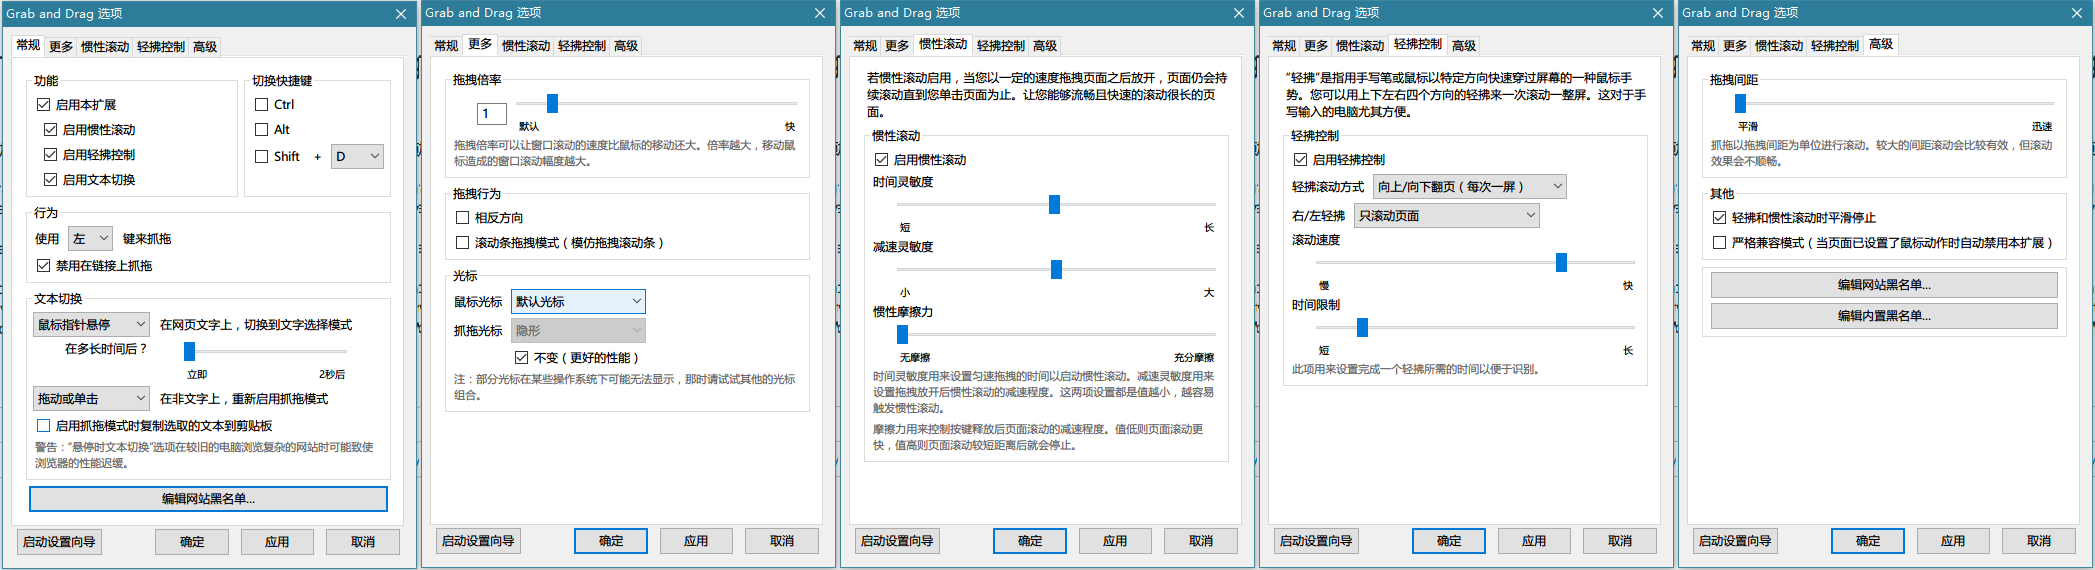 Grab and Drag 选项
常规 更多 惯性滚动 轻拂控制 高级
功能
启用本扩展
启用惯性滚动
启用轻拂控制
启用文本切换
切换快捷键
Ctrl
Alt
Shift + D
行为
使用 左 键来抓拖
禁用在链接上抓拖
文本切换
鼠标指针悬停 在网页文字上，切换到文字选择模式
在多长时间后？
立即 2秒后
拖动或单击 在非文字上，重新启用抓拖模式
启用抓拖模式时复制选取的文本到剪贴板
警告：“悬停时文本切换”选项在较旧的电脑浏览复杂的网站时可能致使
浏览器的性能迟缓。
编辑网站黑名单...
启动设置向导 确定 应用 取消
Grab and Drag 选项
常规 更多 惯性滚动 轻拂控制 高级
拖拽倍率
1
默认 快
拖拽倍率可以让窗口滚动的速度比鼠标的移动还大。倍率越大，移动鼠
标造成的窗口滚动幅度越大。
拖拽行为
相反方向
滚动条拖拽模式（模仿拖拽滚动条）
光标
鼠标光标 默认光标
抓拖光标 隐形
不变（更好的性能）
注：部分光标在某些操作系统下可能无法显示，那时请试试其他的光标
组合。
启动设置向导 确定 应用 取消
Grab and Drag 选项
常规 更多 惯性滚动 轻拂控制 高级
若惯性滚动启用，当您以一定的速度拖拽页面之后放开，页面仍会持
续滚动直到您单击页面为止。让您能够流畅且快速的滚动很长的页
面。
惯性滚动
启用惯性滚动
时间灵敏度
短 长
减速灵敏度
小 大
惯性摩擦力
无摩擦 充分摩擦
时间灵敏度用来设置匀速拖拽的时间以启动惯性滚动。减速灵敏度用来
设置拖拽放开后惯性滚动的减速程度。这两项设置都是值越小，越容易
触发惯性滚动。
摩擦力用来控制按键释放后页面滚动的减速程度。值低则页面滚动更
快，值高则页面滚动较短距离后就会停止。
启动设置向导 确定 应用 取消
Grab and Drag 选项
常规 更多 惯性滚动 轻拂控制 高级
“轻拂”是指用手写笔或鼠标以特定方向快速穿过屏幕的一种鼠标手
势。您可以用上下左右四个方向的轻拂来一次滚动一整屏。这对于手
写输入的电脑尤其方便。
轻拂控制
启用轻拂控制
轻拂滚动方式 向上/向下翻页（每次一屏）
右/左轻拂 只滚动页面
滚动速度
慢 快
时间限制
短 长
此项用来设置完成一个轻拂所需的时间以便于识别。
启动设置向导 确定 应用 取消
Grab and Drag 选项
常规 更多 惯性滚动 轻拂控制 高级
拖拽间距
平滑 迅速
抓拖以拖拽间距为单位进行滚动。较大的间距滚动会比较有效，但滚动
效果会不顺畅。
其他
轻拂和惯性滚动时平滑停止
严格兼容模式（当页面已设置了鼠标动作时自动禁用本扩展）
编辑网站黑名单...
编辑内置黑名单...
启动设置向导 确定 应用 取消